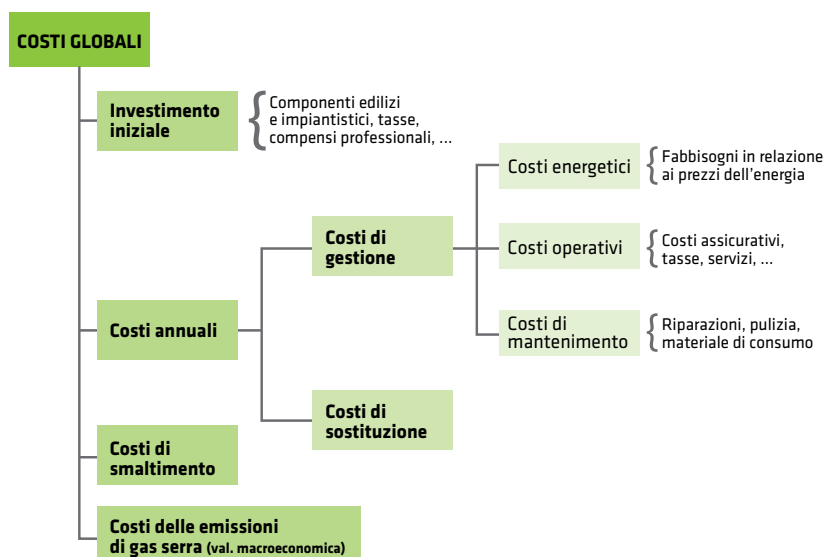 COSTI GLOBALI
Investimento
iniziale
Componenti edilizi
e impiantistici, tasse,
compensi professionali, ...
Costi annuali
Costi di
gestione
Costi energetici
Fabbisogni in relazione
ai prezzi dell'energia
Costi operativi
Costi assicurativi,
tasse, servizi, ...
Costi di
mantenimento
Riparazioni, pulizia,
materiale di consumo
Costi di
sostituzione
Costi di
smaltimento
Costi delle emissioni
di gas serra (val. macroeconomica)